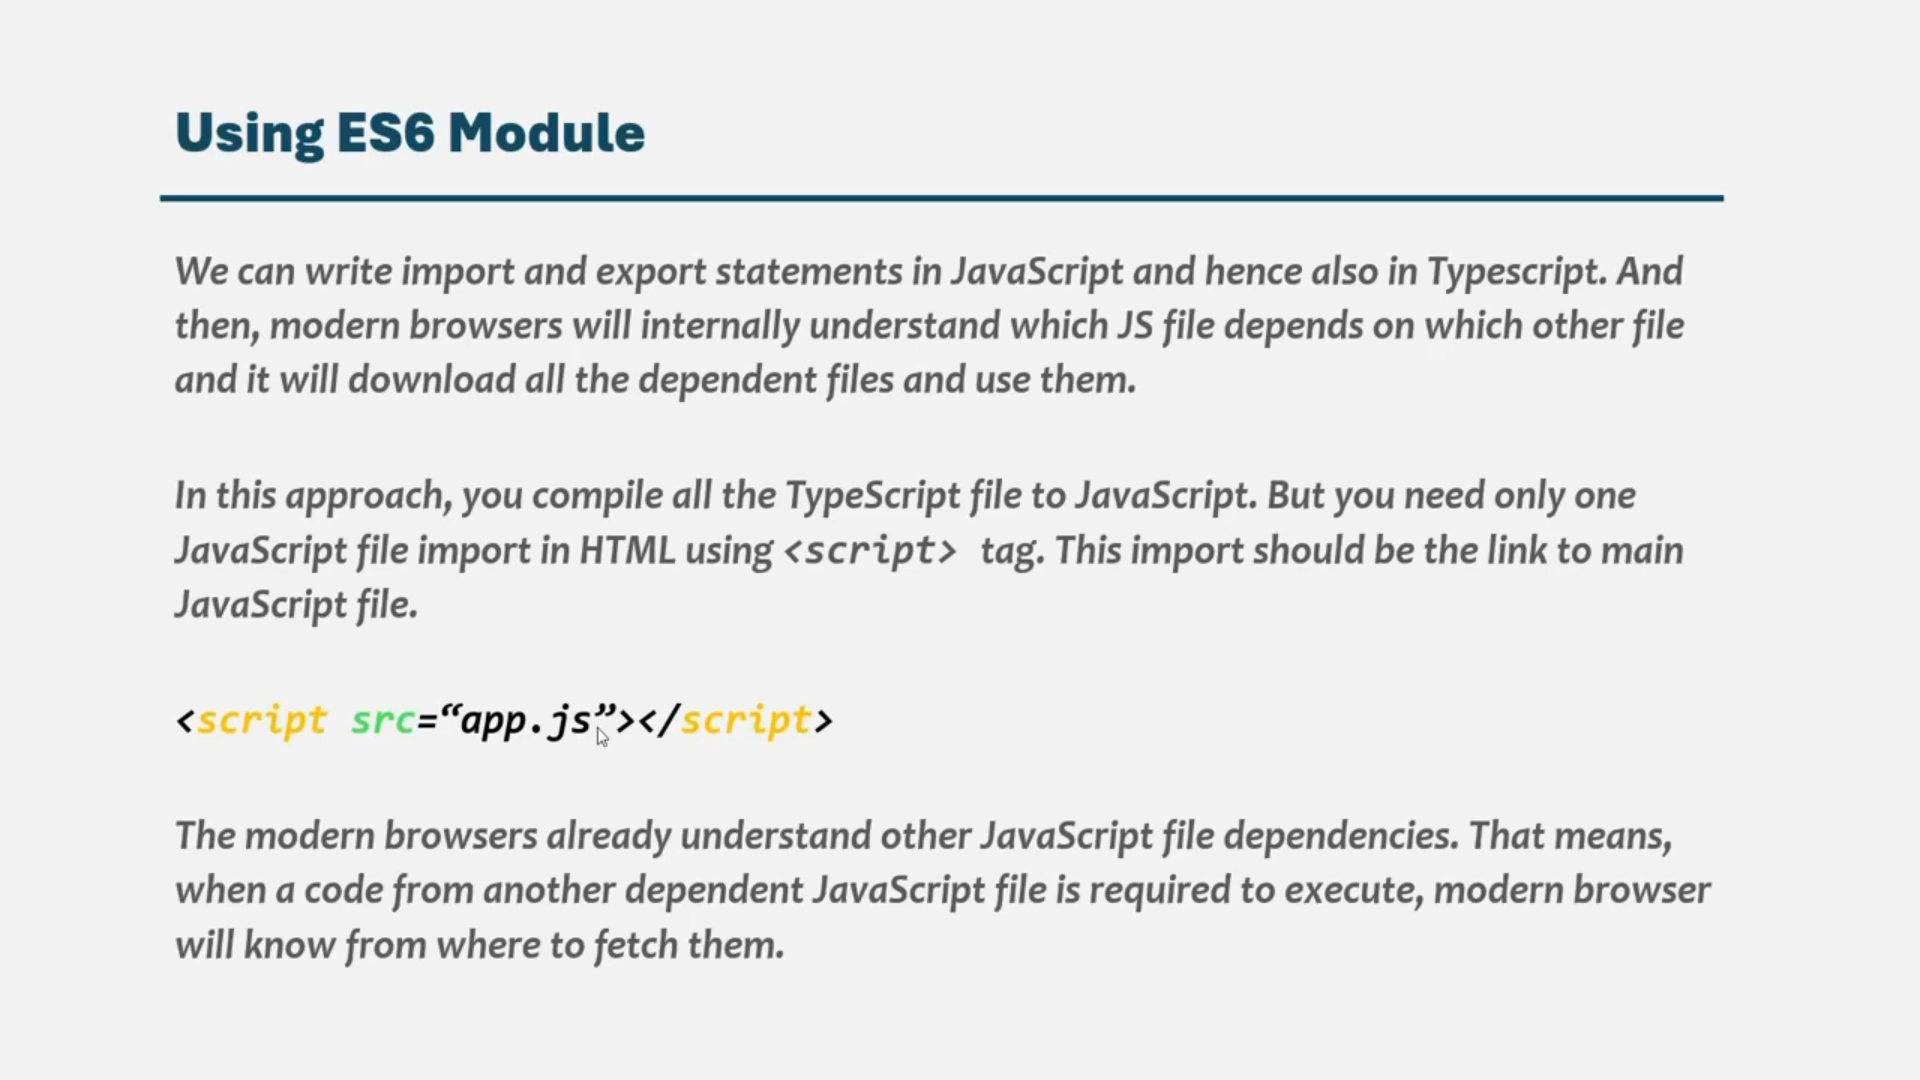 Using ES6 Module
We can write import and export statements in JavaScript and hence also in Typescript. And
then, modern browsers will internally understand which JS file depends on which other file
and it will download all the dependent files and use them.
In this approach, you compile all the TypeScript file to JavaScript. But you need only one
JavaScript file import in HTML using <script> tag. This import should be the link to main
JavaScript file.
<script src=“app.js”></script>
The modern browsers already understand other JavaScript file dependencies. That means,
when a code from another dependent JavaScript file is required to execute, modern browser
will know from where to fetch them.